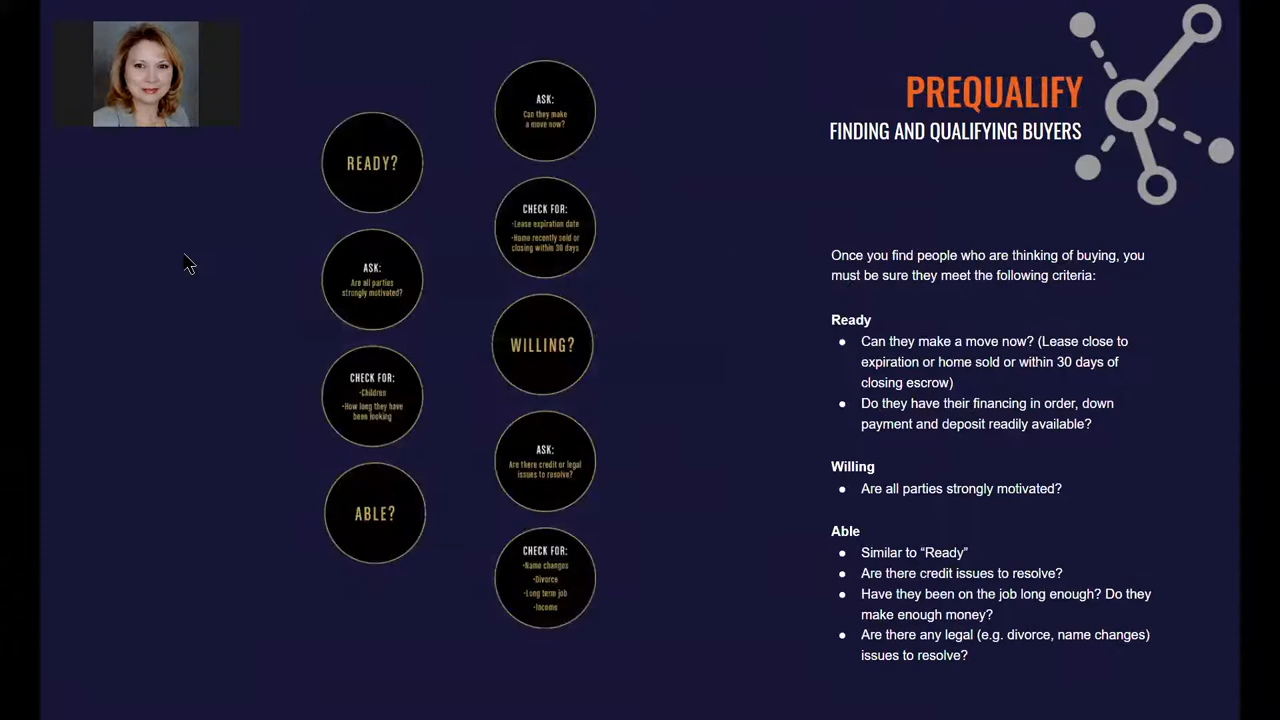 READY?
ASK:
Are all parties
strongly motivated?
CHECK FOR:
-Children
-How long they have
been looking
ABLE?
ASK:
Can they make
a move now?
CHECK FOR:
-Lease expiration date
-Home recently sold or
closing within 30 days
WILLING?
ASK:
Are there credit or legal
issues to resolve?
CHECK FOR:
-Name changes
-Divorce
-Long term job
-Income
PREQUALIFY
FINDING AND QUALIFYING BUYERS
Once you find people who are thinking of buying, you
must be sure they meet the following criteria:
Ready
● Can they make a move now? (Lease close to
expiration or home sold or within 30 days of
closing escrow)
● Do they have their financing in order, down
payment and deposit readily available?
Willing
● Are all parties strongly motivated?
Able
● Similar to “Ready”
● Are there credit issues to resolve?
● Have they been on the job long enough? Do they
make enough money?
● Are there any legal (e.g. divorce, name changes)
issues to resolve?